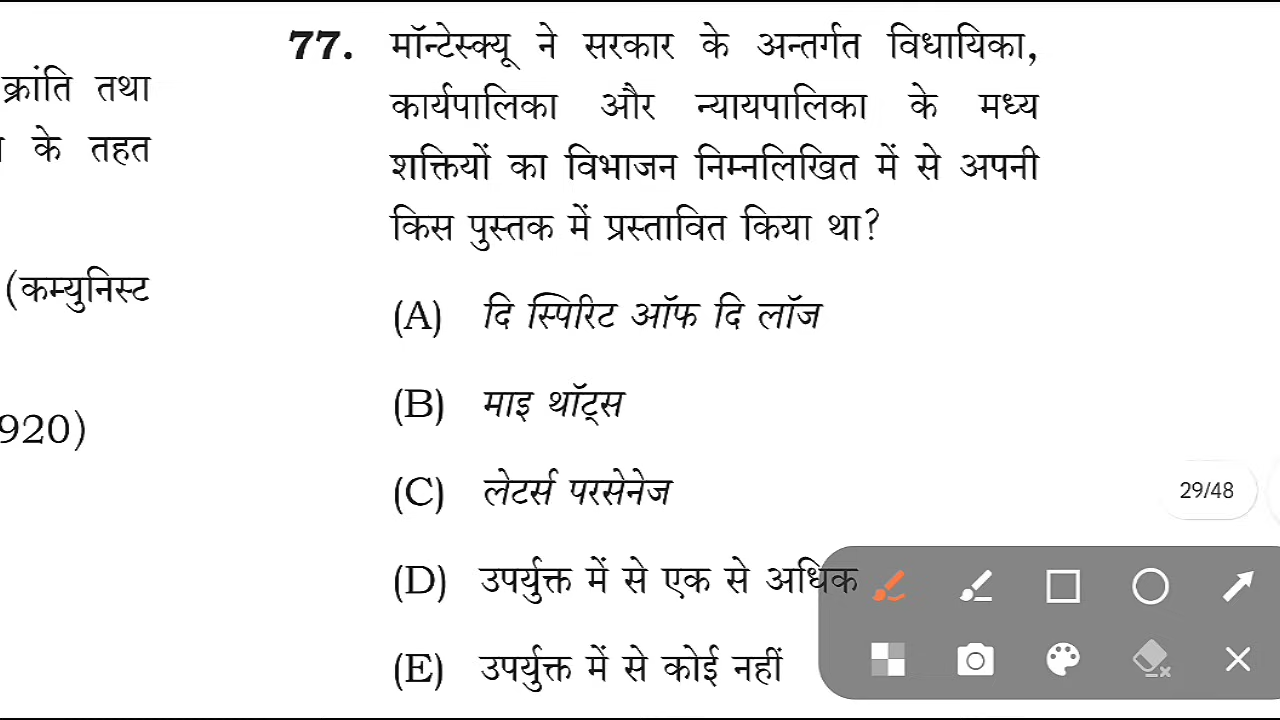 क्रांति तथा
के तहत
(कम्युनिस्ट
920)
77. मॉन्टेस्क्यू ने सरकार के अन्तर्गत विधायिका,
कार्यपालिका और न्यायपालिका के मध्य
शक्तियों का विभाजन निम्नलिखित में से अपनी
किस पुस्तक में प्रस्तावित किया था?
(A) दि स्पिरिट ऑफ दि लॉज
(B) माइ थॉट्स
(C) लेटर्स परसेनेज
(D) उपर्युक्त में से एक से अधिक
(E) उपर्युक्त में से कोई नहीं
29/48